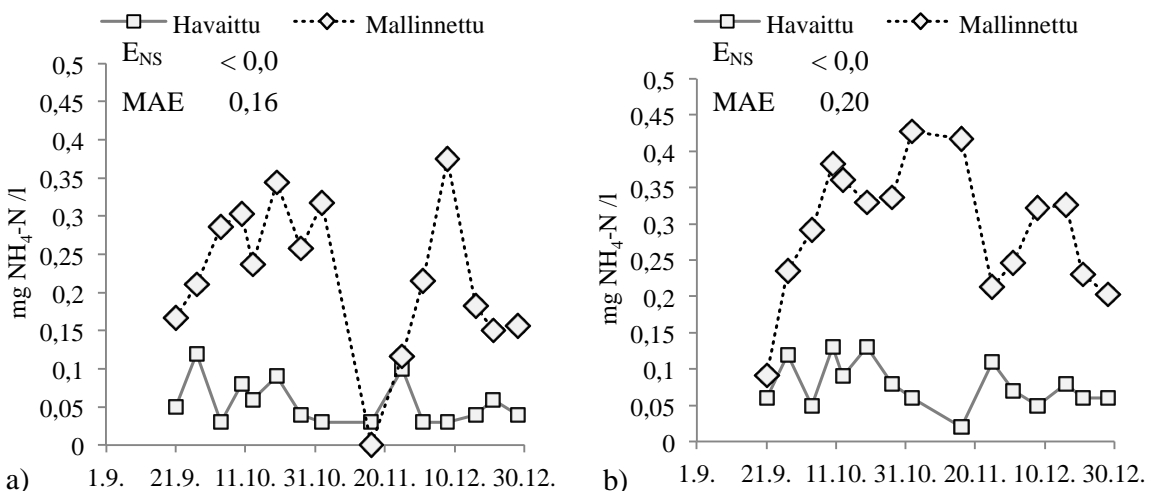 Havaittu Mallinnettu
E_NS < 0,0
MAE 0,16
0,5
0,45
0,4
0,35
0,3
0,25
0,2
0,15
0,1
0,05
0
mg NH₄-N /l
1.9. 21.9. 11.10. 31.10. 20.11. 10.12. 30.12.
a)
Havaittu Mallinnettu
E_NS < 0,0
MAE 0,20
0,5
0,45
0,4
0,35
0,3
0,25
0,2
0,15
0,1
0,05
0
mg NH₄-N /l
1.9. 21.9. 11.10. 31.10. 20.11. 10.12. 30.12.
b)